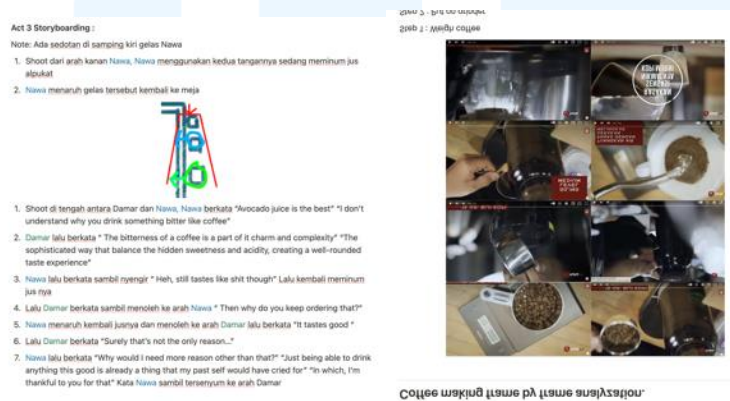 Act 3 Storyboarding :
Note: Ada sedotan di samping kiri gelas Nawa
1. Shoot dari arah kanan Nawa, Nawa menggunakan kedua tangannya sedang meminum jus
alpukat
2. Nawa menaruh gelas tersebut kembali ke meja
1. Shoot di tengah antara Damar dan Nawa, Nawa berkata "Avocado juice is the best" "I don't
understand why you drink something bitter like coffee"
2. Damar lalu berkata " The bitterness of a coffee is a part of it charm and complexity" "The
sophisticated way that balance the hidden sweetness and acidity, creating a well-rounded
taste experience"
3. Nawa lalu berkata sambil nyengir " Heh, still tastes like shit though" Lalu kembali meminum
jus nya
4. Lalu Damar berkata sambil menoleh ke arah Nawa " Then why do you keep ordering that?"
5. Nawa menaruh kembali jusnya dan menoleh ke arah Damar lalu berkata "It tastes good "
6. Lalu Damar berkata "Surely that's not the only reason..."
7. Nawa lalu berkata "Why would I need more reason other than that?" "Just being able to drink
anything this good is already a thing that my past self would have cried for" "In which, I'm
thankful to you for that" Kata Nawa sambil tersenyum ke arah Damar
Coffee making frame by frame analyzation.
Step 1 : Weigh coffee
Step 2 : Put on grinder